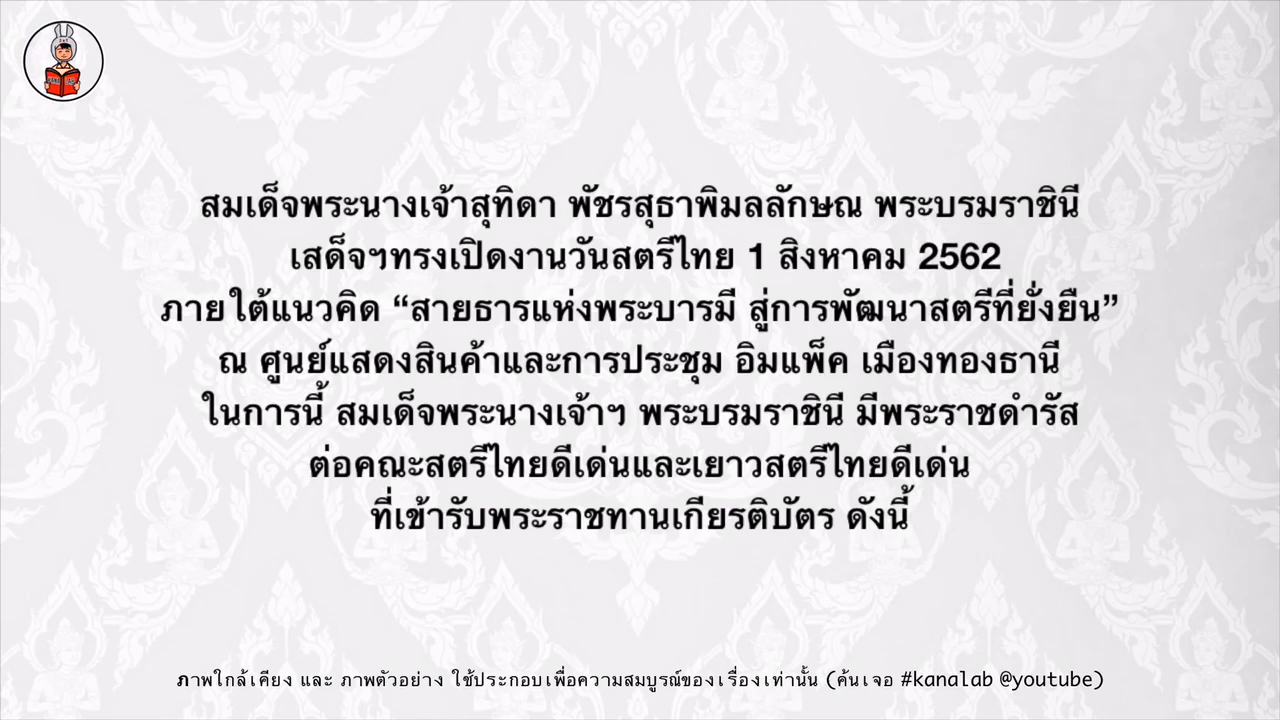 สมเด็จพระนางเจ้าสุทิดา พัชรสุธาพิมลลักษณ พระบรมราชินี
เสด็จฯทรงเปิดงานวันสตรีไทย 1 สิงหาคม 2562
ภายใต้แนวคิด “สายธารแห่งพระบารมี สู่การพัฒนาสตรีที่ยั่งยืน”
ณ ศูนย์แสดงสินค้าและการประชุม อิมแพ็ค เมืองทองธานี
ในการนี้ สมเด็จพระนางเจ้าฯ พระบรมราชินี มีพระราชดำรัส
ต่อคณะสตรีไทยดีเด่นและเยาวสตรีไทยดีเด่น
ที่เข้ารับพระราชทานเกียรติบัตร ดังนี้
ภาพใกล้เคียง และ ภาพตัวอย่าง ใช้ประกอบเพื่อความสมบูรณ์ของเรื่องเท่านั้น (ค้นเจอ #kanalab @youtube)